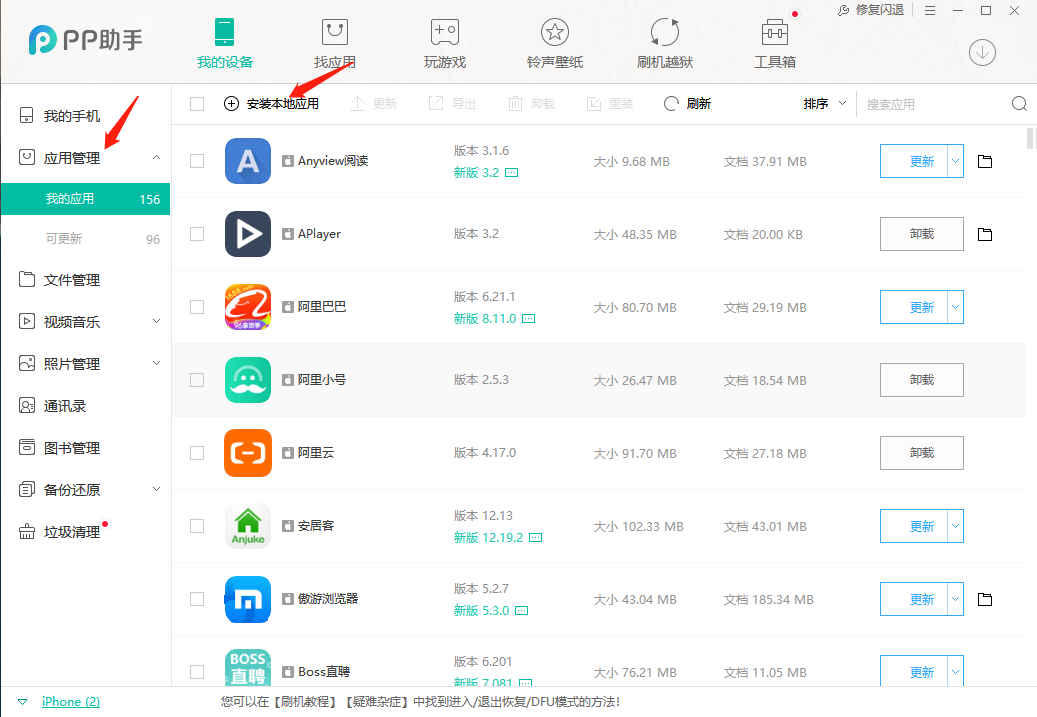 修复闪退
PP助手
我的设备
找应用
玩游戏
铃声壁纸
刷机越狱
工具箱
我的手机
应用管理
我的应用 156
可更新 96
文件管理
视频音乐
照片管理
通讯录
图书管理
备份还原
垃圾清理
安装本地应用 更新 导出 卸载 重装 刷新 排序 搜索应用
Anyview阅读 版本 3.1.6 大小 9.68 MB 文档 37.91 MB 更新
新版 3.2
APlayer 版本 3.2 大小 48.35 MB 文档 20.00 KB 卸载
1688.com
96拿货季
阿里巴巴 版本 6.21.1 大小 80.70 MB 文档 29.19 MB 更新
新版 8.11.0
阿里小号 版本 2.5.3 大小 26.47 MB 文档 18.54 MB 卸载
阿里云 版本 4.17.0 大小 91.70 MB 文档 27.18 MB 卸载
Anjuke
安居客 版本 12.13 大小 102.33 MB 文档 43.01 MB 更新
新版 12.19.2
傲游浏览器 版本 5.2.7 大小 43.04 MB 文档 185.34 MB 更新
新版 5.3.0
BOSS
直聘
Boss直聘 版本 6.201 大小 76.21 MB 文档 11.05 MB 更新
新版 7.081
iPhone (2)
您可以在【刷机教程】【疑难杂症】中找到进入/退出恢复/DFU模式的方法!